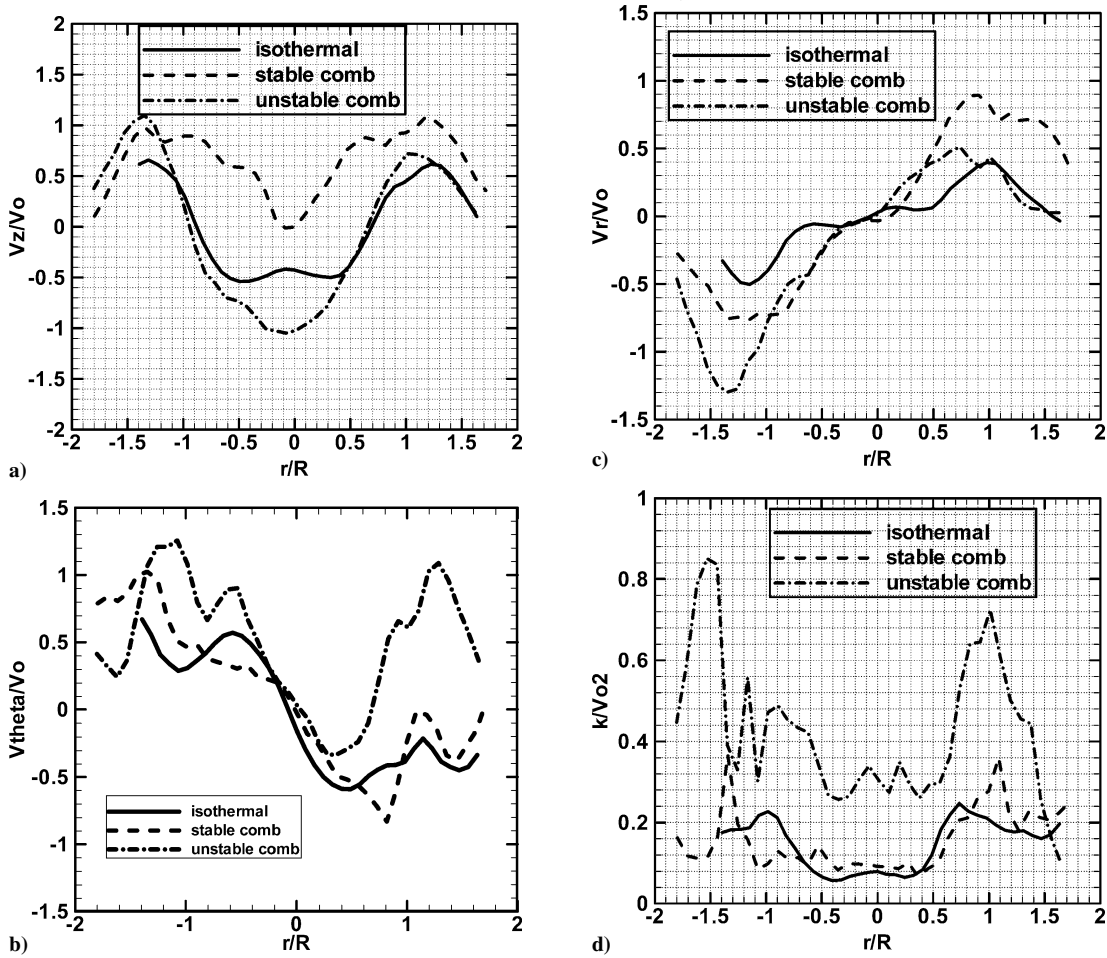 2
1.5
1
0.5
0
-0.5
-1
-1.5
-2
Vz/Vo
isothermal
stable comb
unstable comb
-2 -1.5 -1 -0.5 0 0.5 1 1.5 2
r/R
a)
1.5
1
0.5
0
-0.5
-1
-1.5
Vr/Vo
isothermal
stable comb
unstable comb
-2 -1.5 -1 -0.5 0 0.5 1 1.5 2
r/R
c)
1.5
1
0.5
0
-0.5
-1
-1.5
Vtheta/Vo
isothermal
stable comb
unstable comb
-2 -1 0 1 2
r/R
b)
1
0.8
0.6
0.4
0.2
0
k/Vo2
isothermal
stable comb
unstable comb
-2 -1.5 -1 -0.5 0 0.5 1 1.5 2
r/R
d)